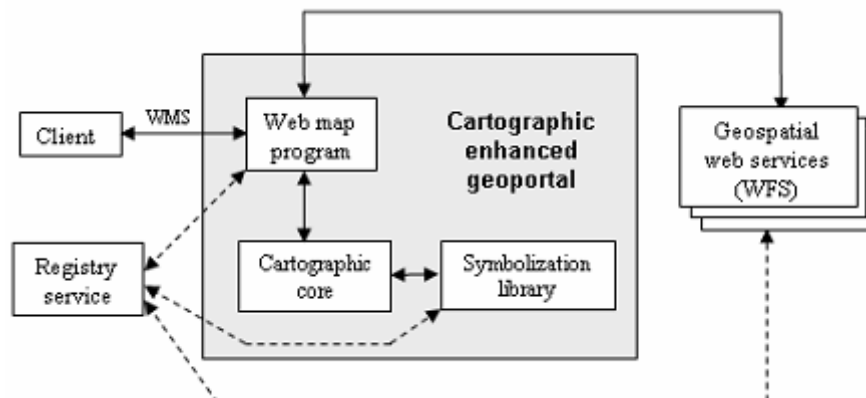 WMS
Client
Web map
program
Cartographic
enhanced
geoportal
Geospatial
web services
(WFS)
Registry
service
Cartographic
core
Symbolization
library